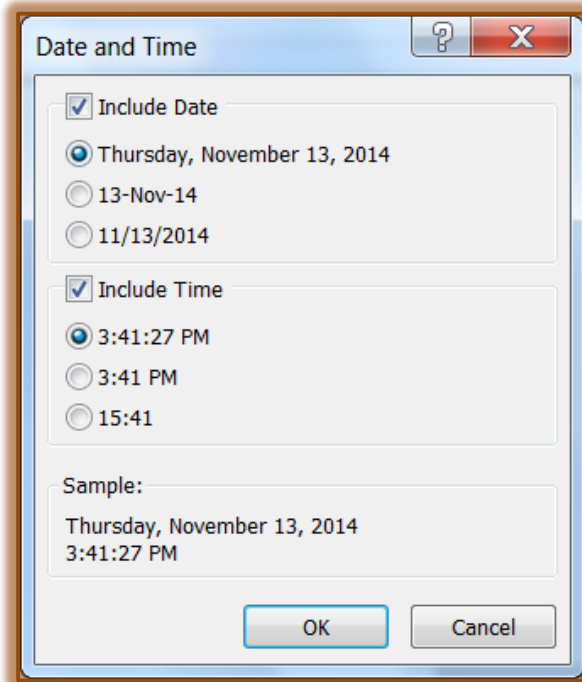 Date and Time
Include Date
Thursday, November 13, 2014
13-Nov-14
11/13/2014
Include Time
3:41:27 PM
3:41 PM
15:41
Sample:
Thursday, November 13, 2014
3:41:27 PM
OK Cancel